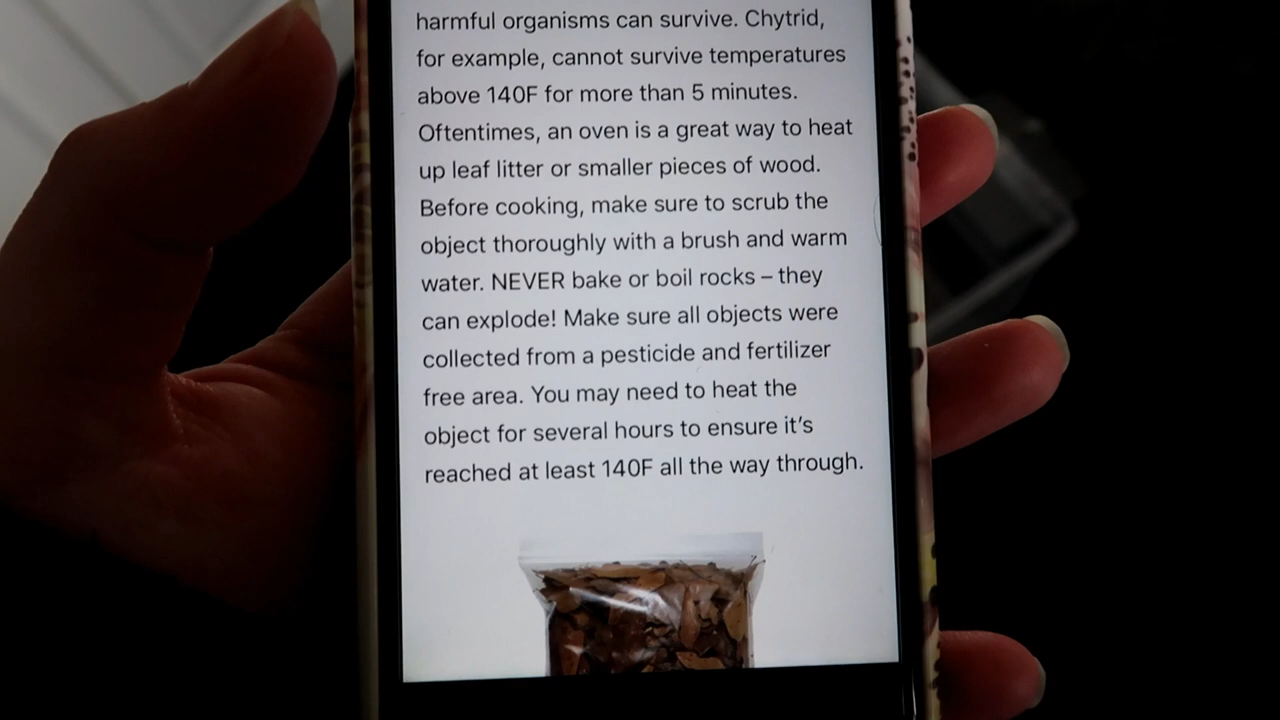 harmful organisms can survive. Chytrid,
for example, cannot survive temperatures
above 140F for more than 5 minutes.
Oftentimes, an oven is a great way to heat
up leaf litter or smaller pieces of wood.
Before cooking, make sure to scrub the
object thoroughly with a brush and warm
water. NEVER bake or boil rocks – they
can explode! Make sure all objects were
collected from a pesticide and fertilizer
free area. You may need to heat the
object for several hours to ensure it’s
reached at least 140F all the way through.